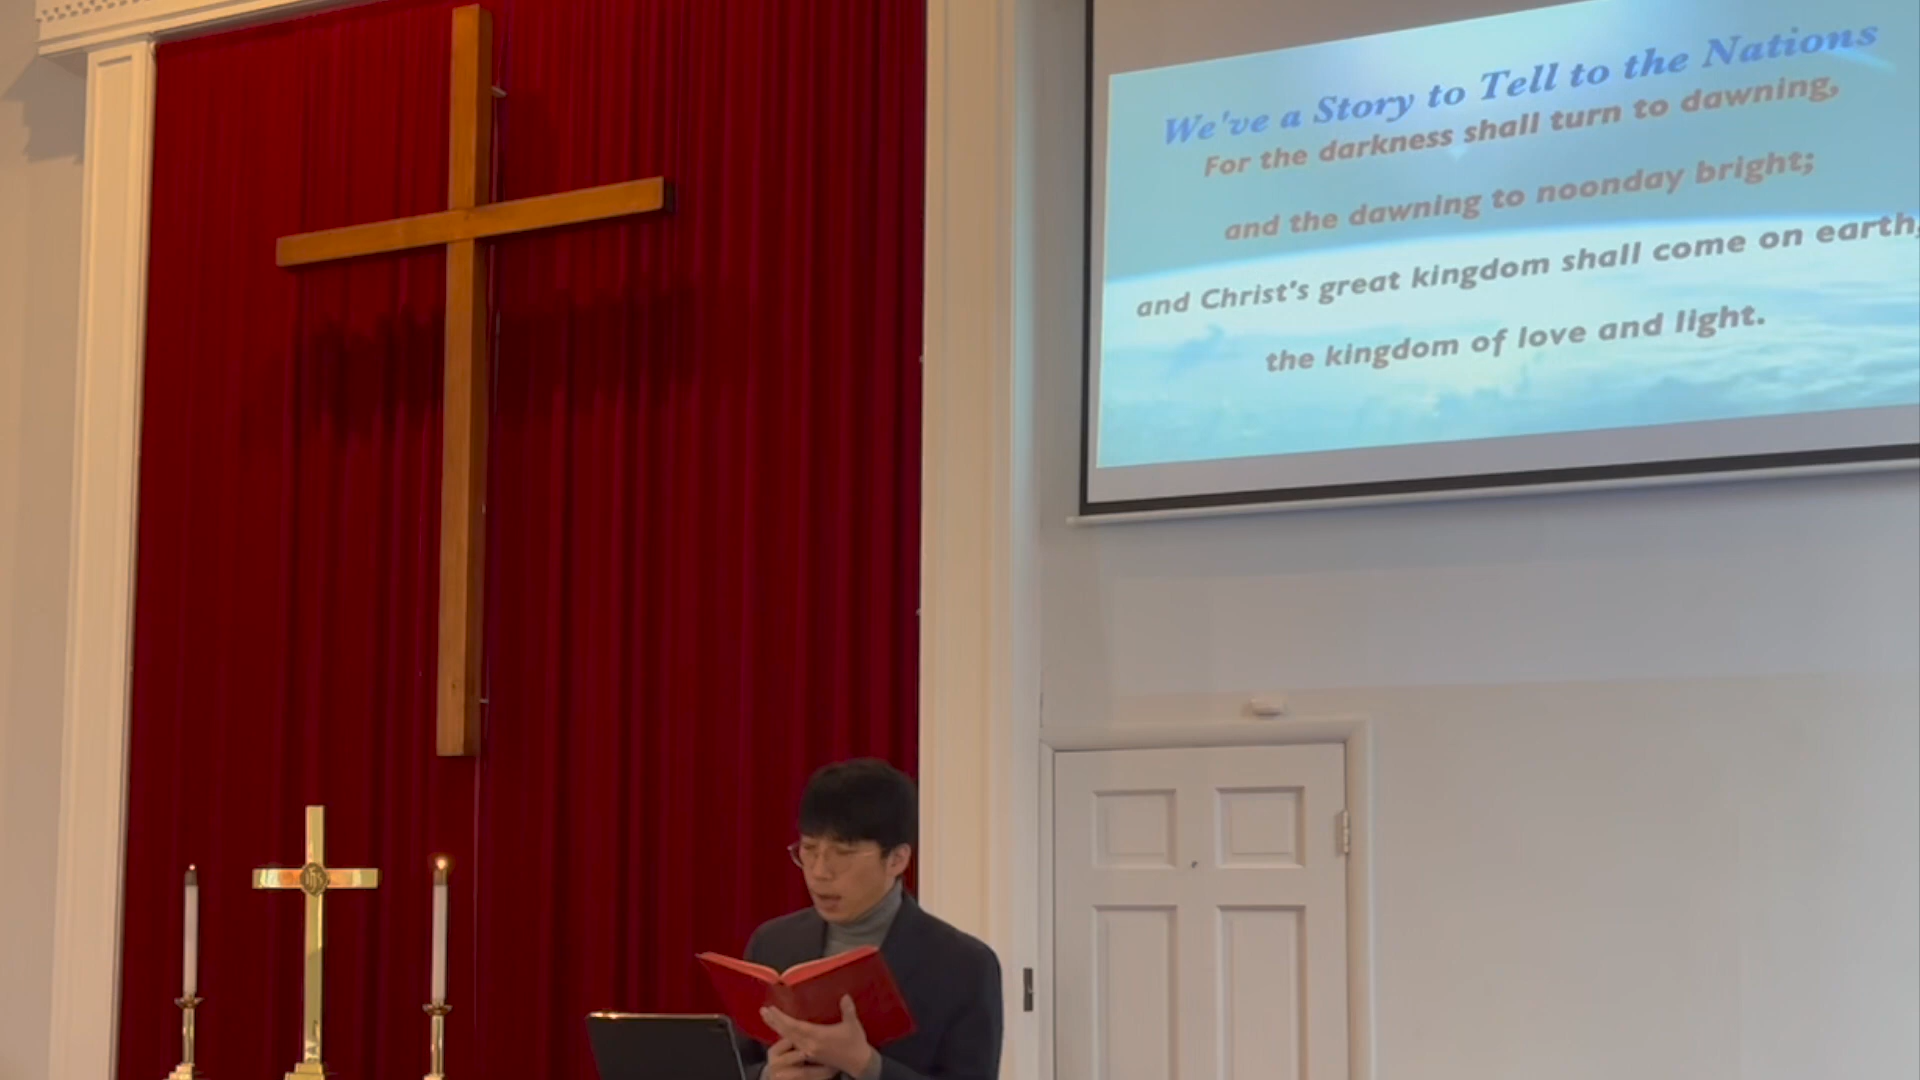 We've a Story to Tell to the Nations
For the darkness shall turn to dawning,
and the dawning to noonday bright;
and Christ's great kingdom shall come on earth,
the kingdom of love and light.
ihs